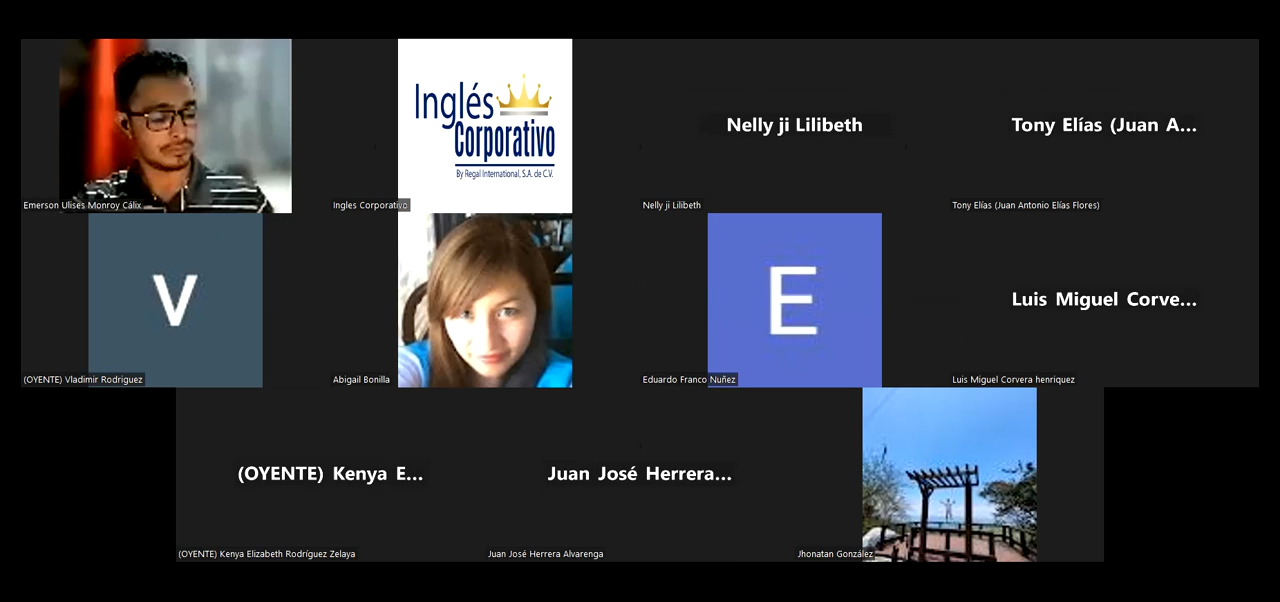 Emerson Ulises Monroy Cálix
Inglés
Corporativo
By Regal International, S.A. de C.V.
Ingles Corporativo
Nelly ji Lilibeth
Nelly ji Lilibeth
Tony Elías (Juan A...
Tony Elías (Juan Antonio Elías Flores)
V
(OYENTE) Vladimir Rodriguez
Abigail Bonilla
E
Eduardo Franco Nuñez
Luis Miguel Corve...
Luis Miguel Corvera henriquez
(OYENTE) Kenya E...
(OYENTE) Kenya Elizabeth Rodríguez Zelaya
Juan José Herrera...
Juan José Herrera Alvarenga
Jhonatan González